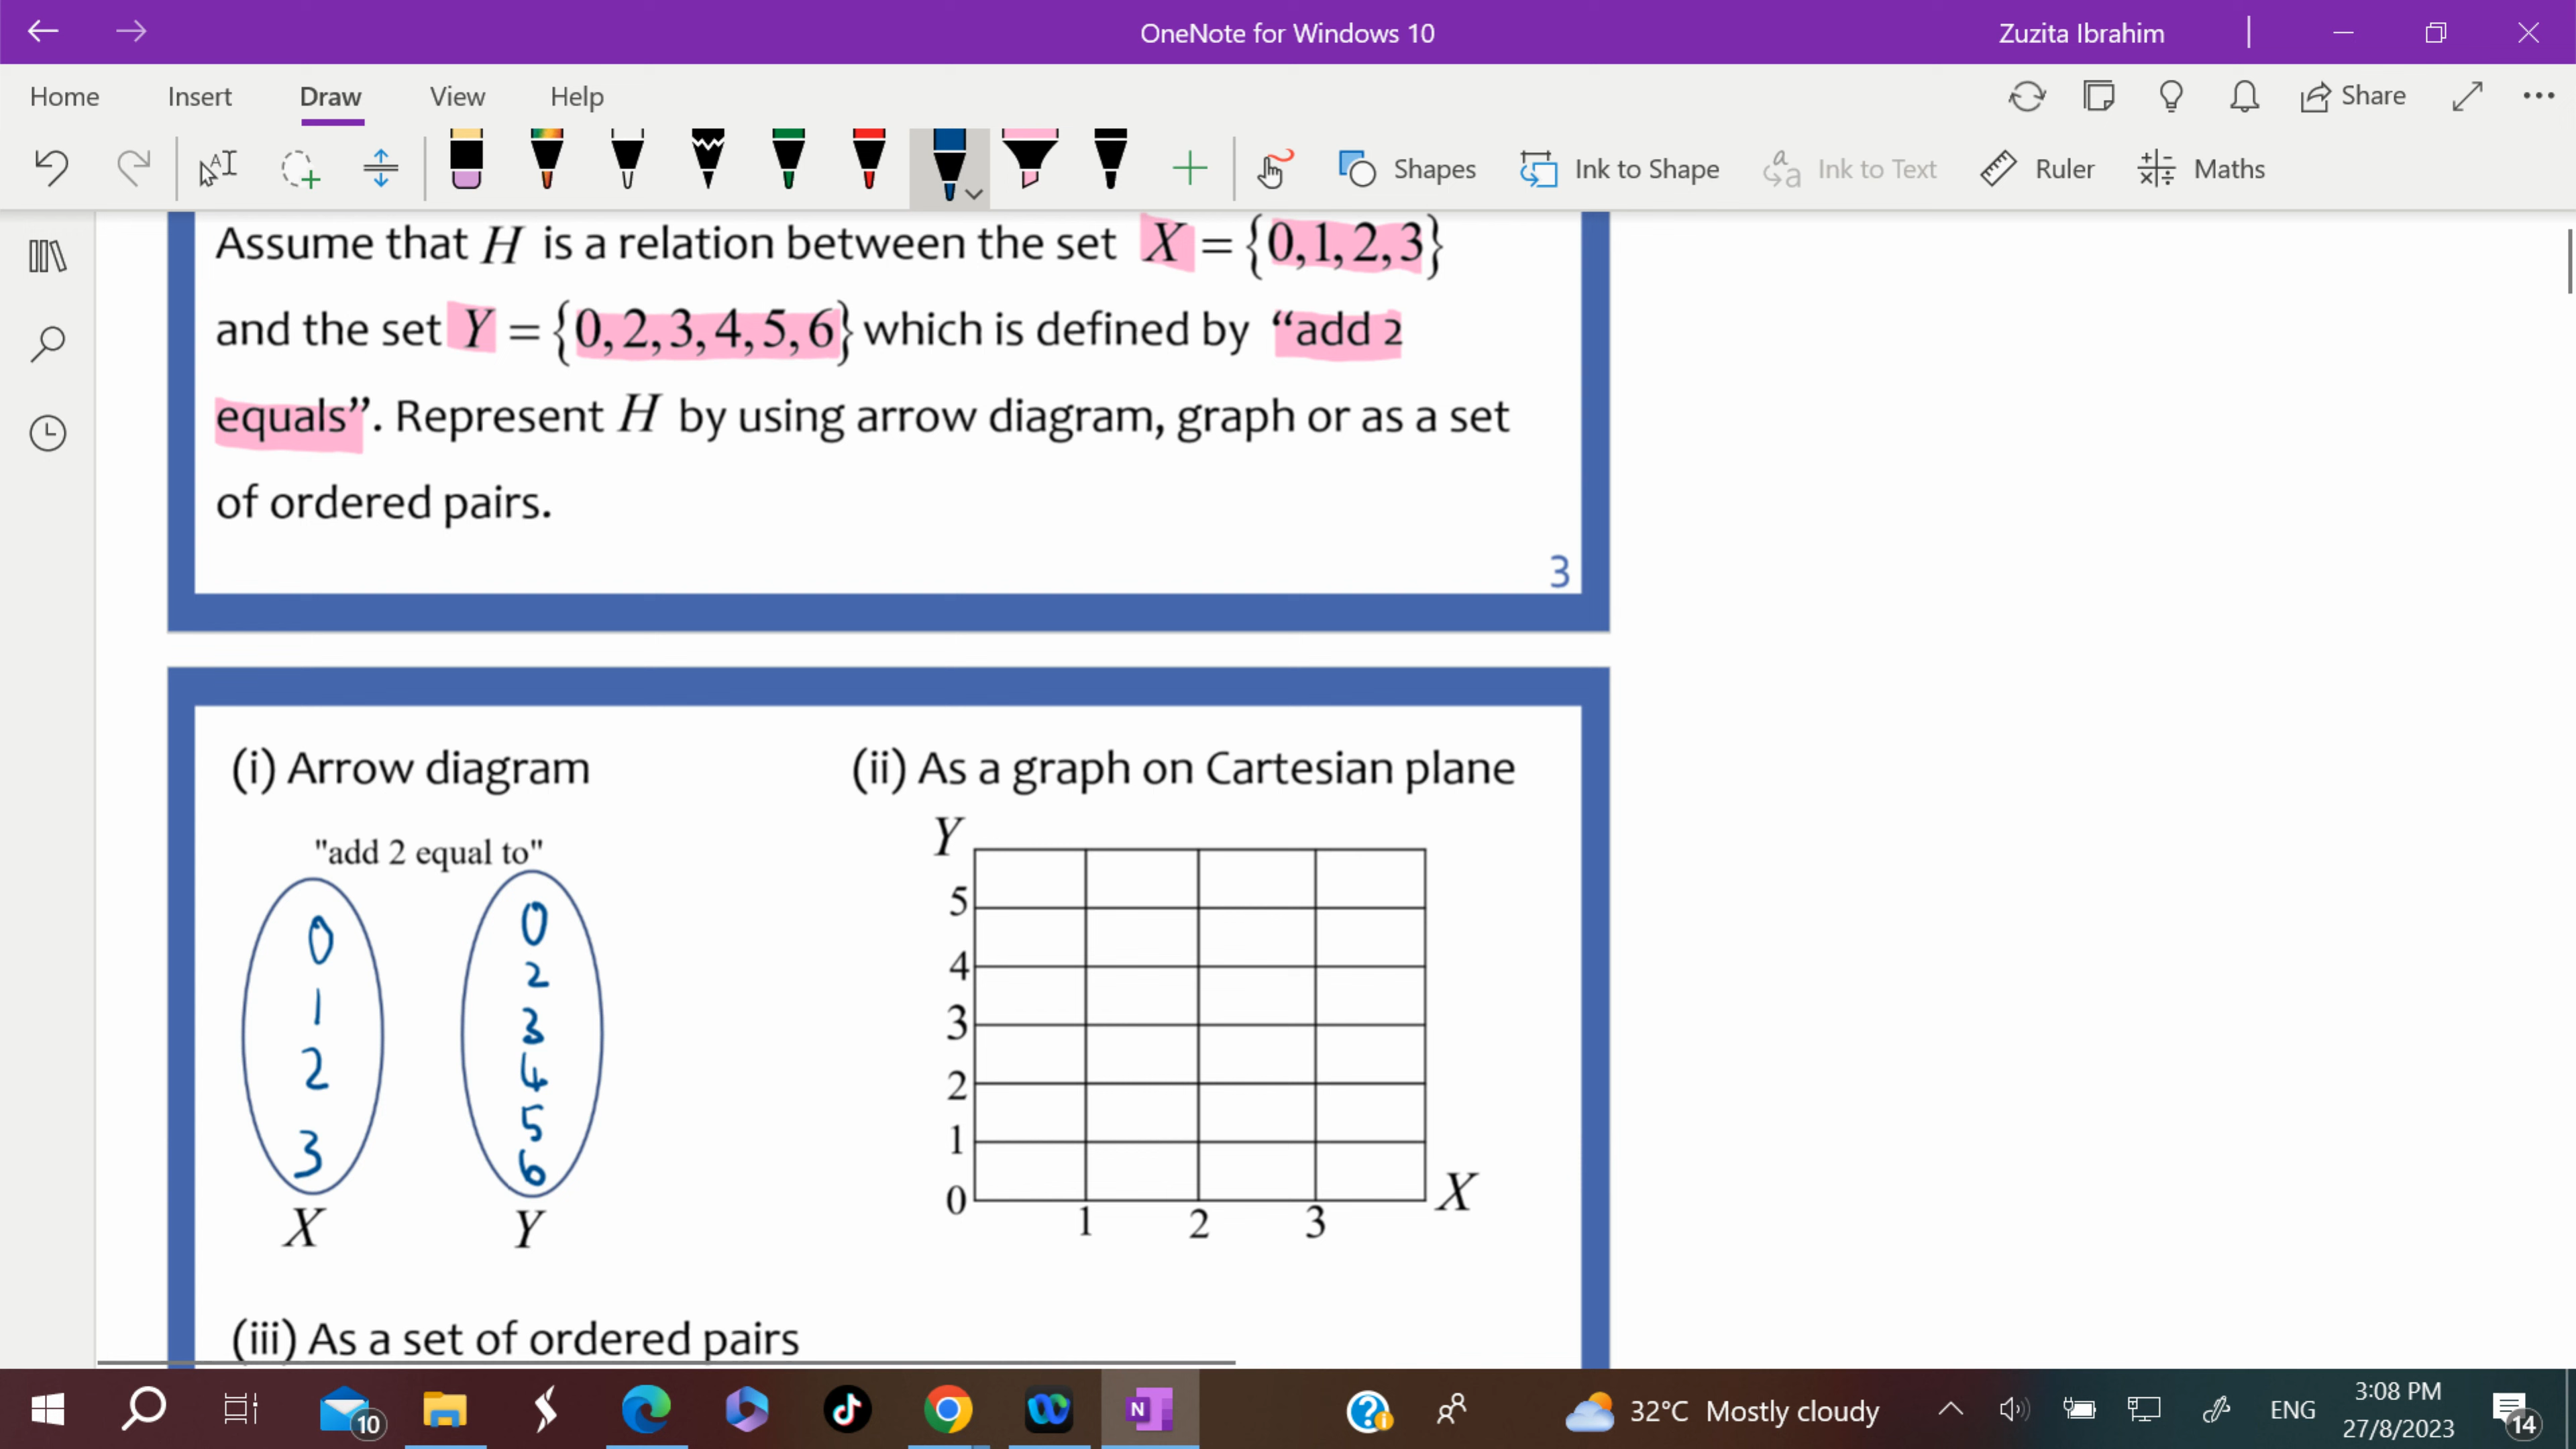 OneNote for Windows 10
Zuzita Ibrahim
Home Insert Draw View Help
Share
Shapes
Ink to Shape
Ink to Text
Ruler
Maths
Assume that H is a relation between the set X = {0,1,2,3}
and the set Y = {0,2,3,4,5,6} which is defined by “add 2
equals”. Represent H by using arrow diagram, graph or as a set
of ordered pairs.
3
(i) Arrow diagram
"add 2 equal to"
0
1
2
3
X
0
2
3
4
5
6
Y
(ii) As a graph on Cartesian plane
Y
5
4
3
2
1
0
1 2 3
X
(iii) As a set of ordered pairs
10
N
32°C Mostly cloudy
ENG
3:08 PM
27/8/2023
14